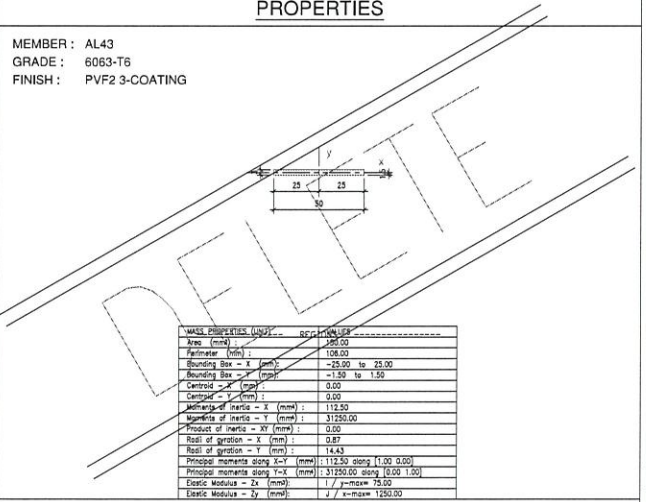 PROPERTIES
MEMBER : AL43
GRADE : 6063-T6
FINISH : PVF2 3-COATING
y
x
25 25
50
DELETE
MASS PROPERTIES (UNIT) REGIONS VALUES
Area (mm²) : 150.00
Perimeter (mm) : 106.00
Bounding Box - X (mm): -25.00 to 25.00
Bounding Box - Y (mm): -1.50 to 1.50
Centroid - X (mm) : 0.00
Centroid - Y (mm) : 0.00
Moments of inertia - X (mm⁴) : 112.50
Moments of inertia - Y (mm⁴) : 31250.00
Product of inertia - XY (mm⁴) : 0.00
Radii of gyration - X (mm) : 0.87
Radii of gyration - Y (mm) : 14.43
Principal moments along X-Y (mm⁴) : 112.50 along [1.00 0.00]
Principal moments along Y-X (mm⁴) : 31250.00 along [0.00 1.00]
Elastic Modulus - Zx (mm³): I / y-max= 75.00
Elastic Modulus - Zy (mm³): J / x-max= 1250.00